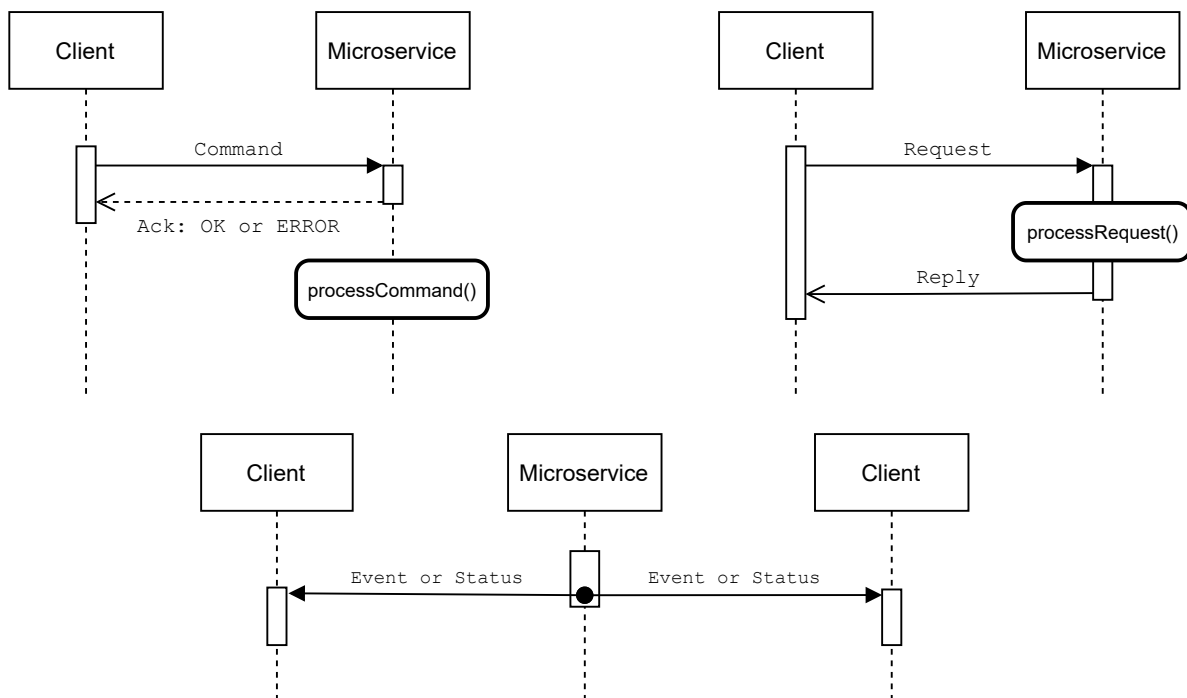 Client
Microservice
Command
Ack: OK or ERROR
processCommand()
Client
Microservice
Request
processRequest()
Reply
Client
Microservice
Client
Event or Status
Event or Status